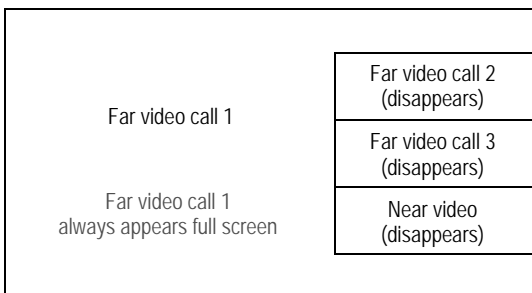 Far video call 1
Far video call 1
always appears full screen
Far video call 2
(disappears)
Far video call 3
(disappears)
Near video
(disappears)